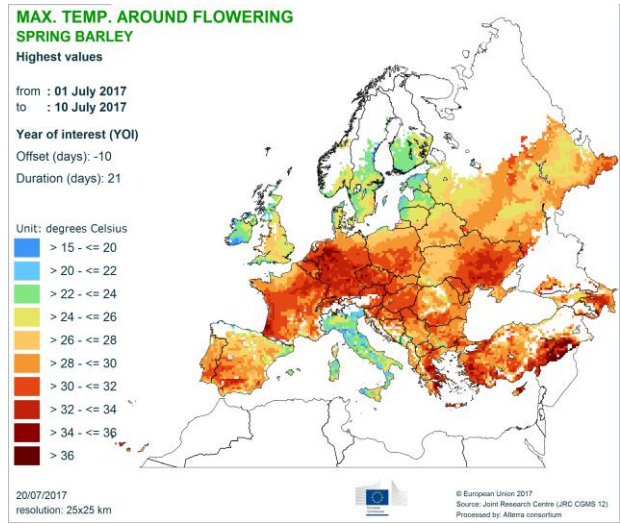 MAX. TEMP. AROUND FLOWERING
SPRING BARLEY
Highest values
from : 01 July 2017
to : 10 July 2017
Year of interest (YOI)
Offset (days): -10
Duration (days): 21
Unit: degrees Celsius
> 15 - <= 20
> 20 - <= 22
> 22 - <= 24
> 24 - <= 26
> 26 - <= 28
> 28 - <= 30
> 30 - <= 32
> 32 - <= 34
> 34 - <= 36
> 36
20/07/2017
resolution: 25x25 km
© European Union 2017
Source: Joint Research Centre (JRC CGMS 12)
Processed by: Alterra consortium